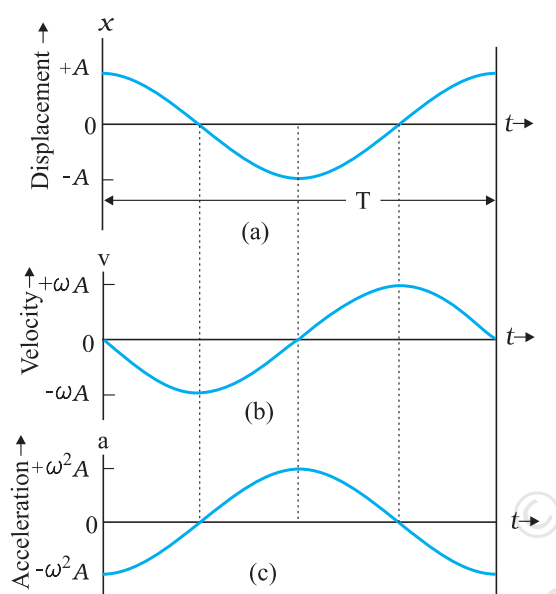 x
Displacement →
+A
0
t→
-A
T
(a)
v
Velocity→
+ωA
0
t→
-ωA
(b)
a
Acceleration→
+ω²A
0
t→
-ω²A
(c)
©